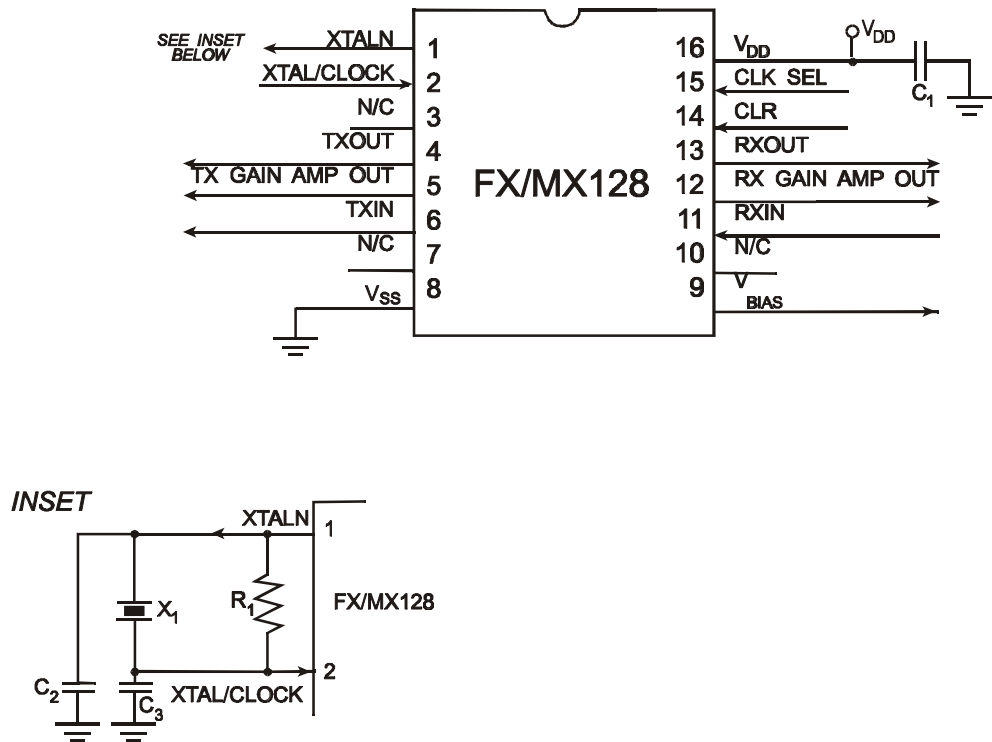 SEE INSET
BELOW
XTALN
1
XTAL/CLOCK
2
N/C
3
TXOUT
4
TX GAIN AMP OUT
5
TXIN
6
N/C
7
VSS
8
FX/MX128
16
VDD
VDD
C1
15
CLK SEL
14
CLR
13
RXOUT
12
RX GAIN AMP OUT
11
RXIN
10
N/C
9
V
BIAS
INSET
XTALN
1
X1
R1
FX/MX128
2
C2
C3
XTAL/CLOCK